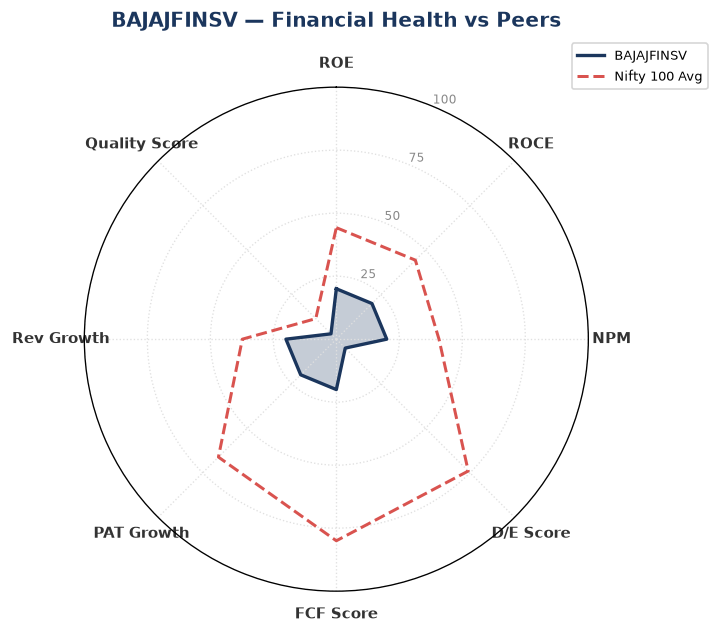 BAJAJFINSV — Financial Health vs Peers
BAJAJFINSV
Nifty 100 Avg
ROE
100
Quality Score
ROCE
75
50
25
Rev Growth
NPM
PAT Growth
D/E Score
FCF Score